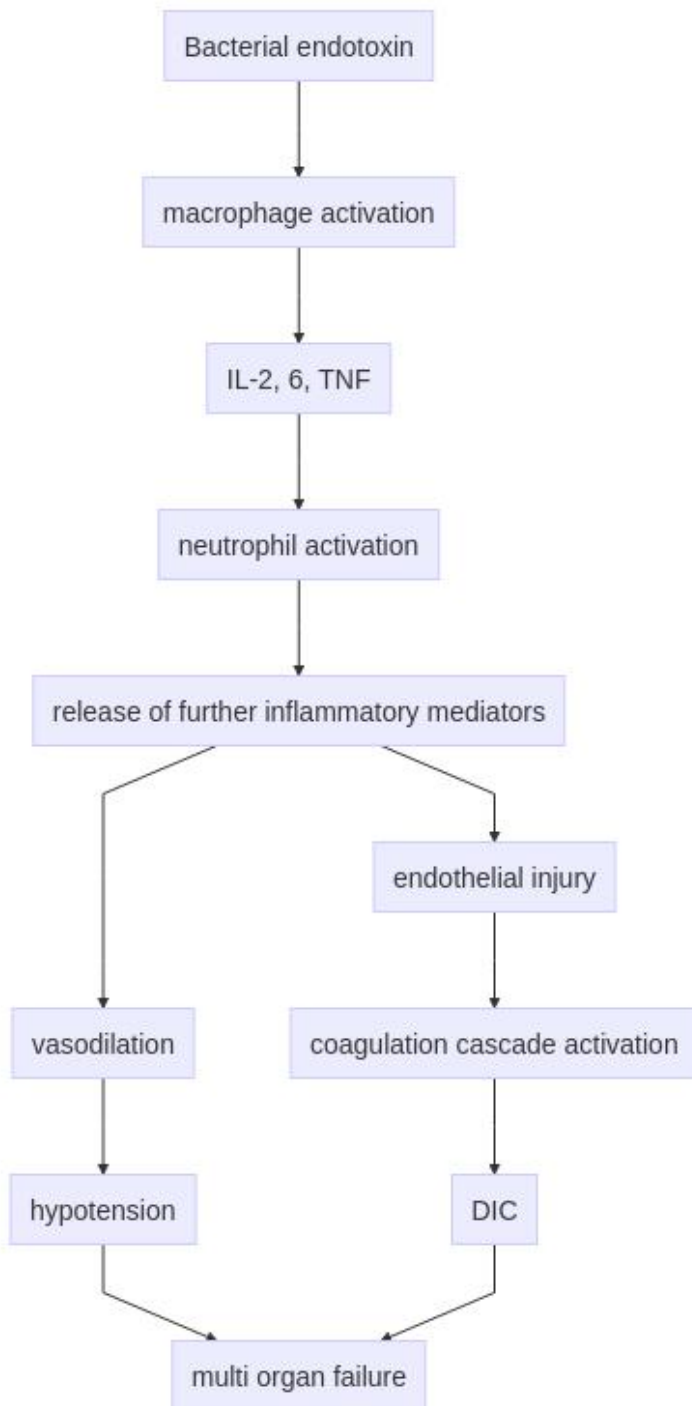 Bacterial endotoxin
macrophage activation
IL-2, 6, TNF
neutrophil activation
release of further inflammatory mediators
endothelial injury
vasodilation
coagulation cascade activation
hypotension
DIC
multi organ failure